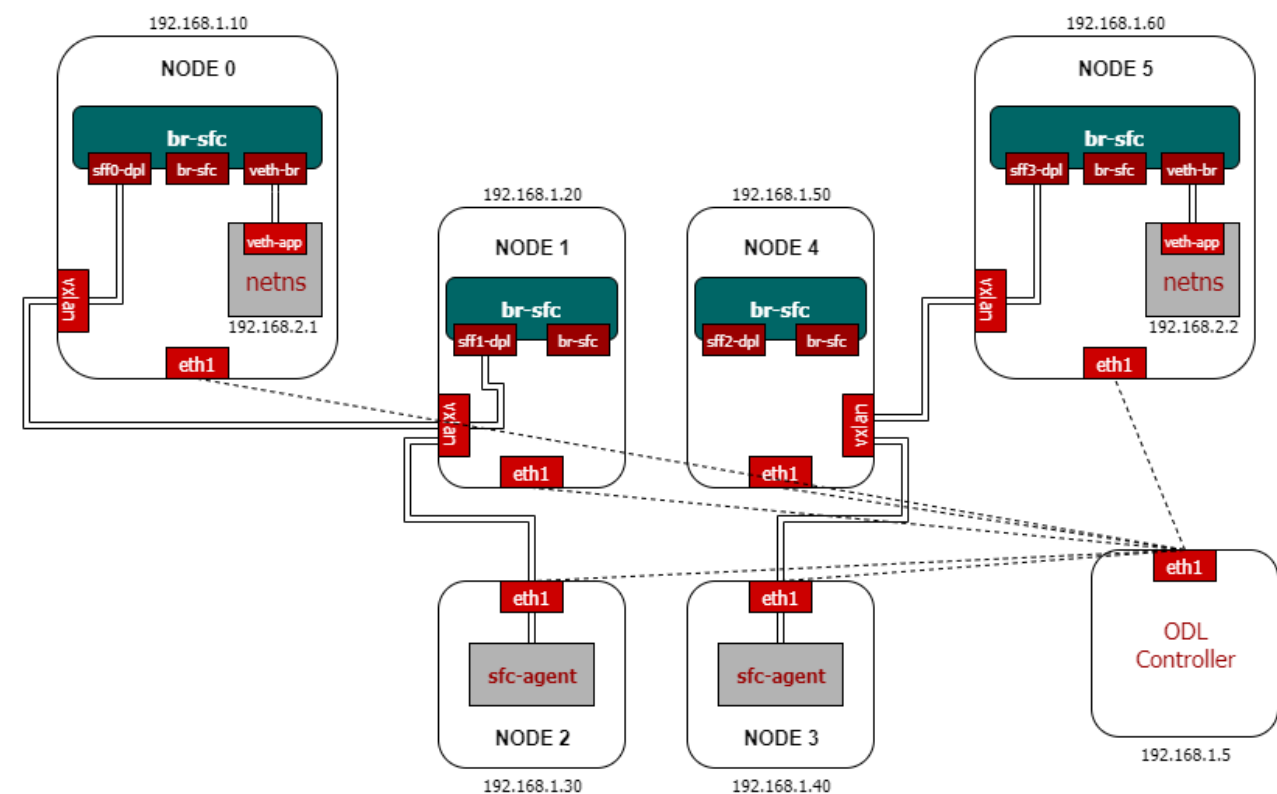 192.168.1.10
NODE 0
br-sfc
sff0-dpl
br-sfc
veth-br
veth-app
netns
192.168.2.1
vxlan
eth1
192.168.1.20
NODE 1
br-sfc
sff1-dpl
br-sfc
vxlan
eth1
192.168.1.50
NODE 4
br-sfc
sff2-dpl
br-sfc
vxlan
eth1
192.168.1.60
NODE 5
br-sfc
sff3-dpl
br-sfc
veth-br
veth-app
netns
192.168.2.2
vxlan
eth1
eth1
sfc-agent
NODE 2
192.168.1.30
eth1
sfc-agent
NODE 3
192.168.1.40
eth1
ODL
Controller
192.168.1.5